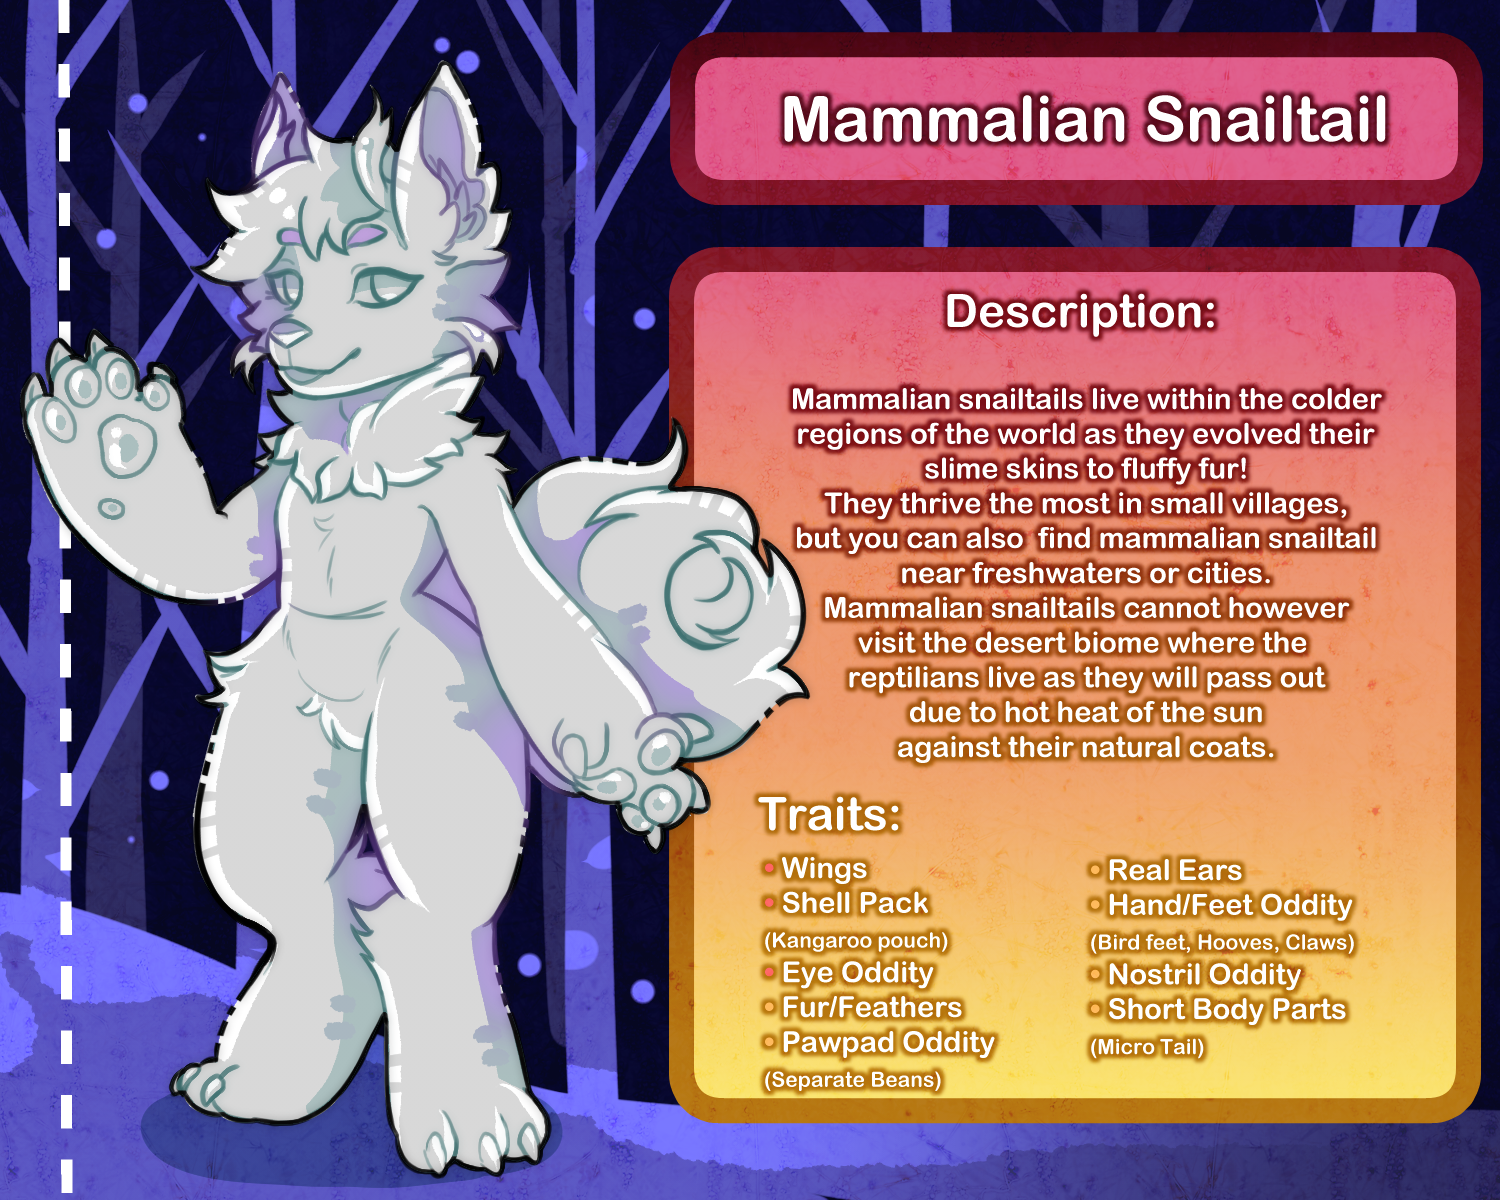 Mammalian Snailtail
Description:
Mammalian snailtails live within the colder
regions of the world as they evolved their
slime skins to fluffy fur!
They thrive the most in small villages,
but you can also find mammalian snailtail
near freshwaters or cities.
Mammalian snailtails cannot however
visit the desert biome where the
reptilians live as they will pass out
due to hot heat of the sun
against their natural coats.
Traits:
• Wings
• Shell Pack
(Kangaroo pouch)
• Eye Oddity
• Fur/Feathers
• Pawpad Oddity
(Separate Beans)
• Real Ears
• Hand/Feet Oddity
(Bird feet, Hooves, Claws)
• Nostril Oddity
• Short Body Parts
(Micro Tail)